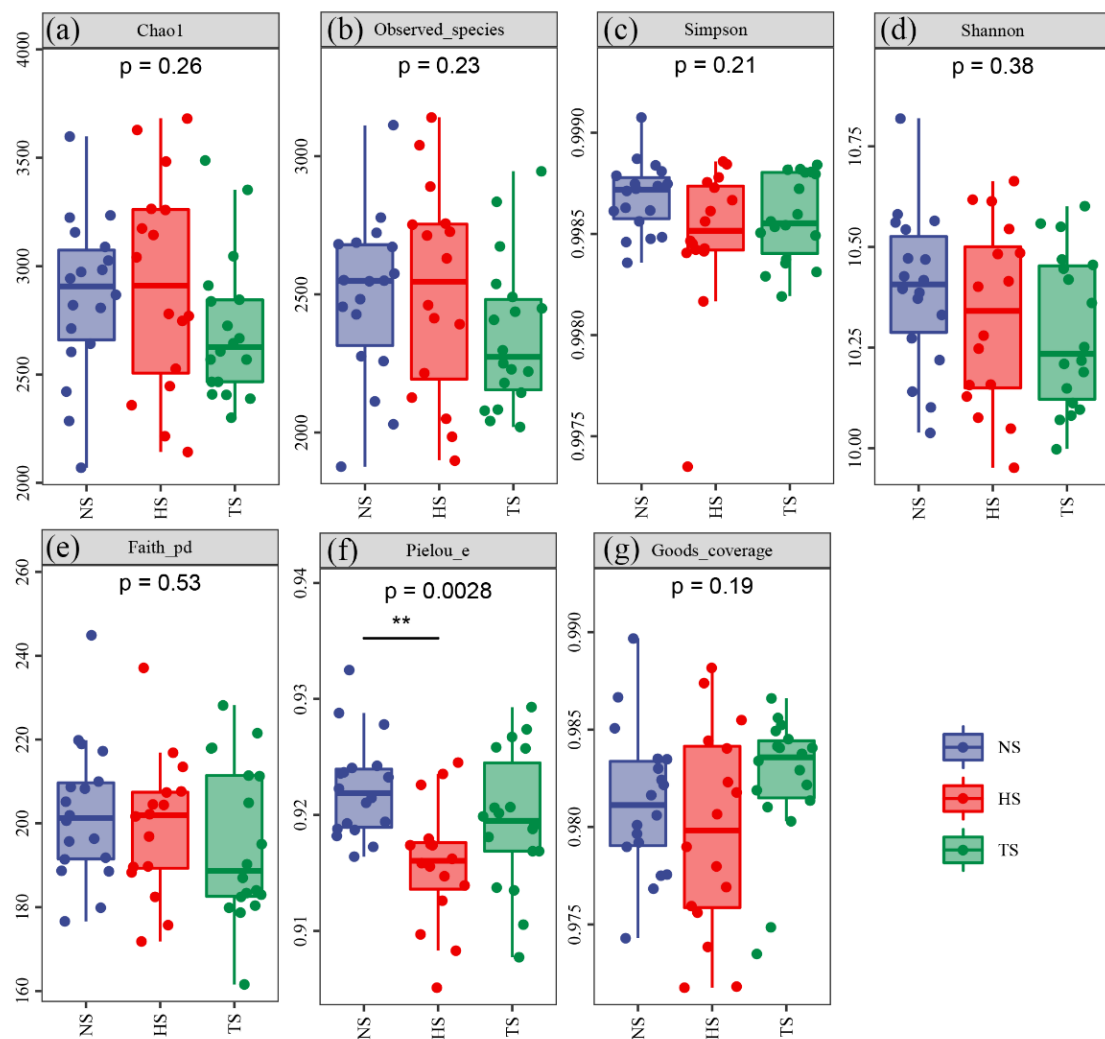 (a) Chao1
p = 0.26
4000
3500
3000
2500
2000
NS HS TS
(b) Observed_species
p = 0.23
3000
2500
2000
NS HS TS
(c) Simpson
p = 0.21
0.9990
0.9985
0.9980
0.9975
NS HS TS
(d) Shannon
p = 0.38
10.75
10.50
10.25
10.00
NS HS TS
(e) Faith_pd
p = 0.53
260
240
220
200
180
160
NS HS TS
(f) Pielou_e
p = 0.0028
**
0.94
0.93
0.92
0.91
NS HS TS
(g) Goods_coverage
p = 0.19
0.990
0.985
0.980
0.975
NS HS TS
NS
HS
TS